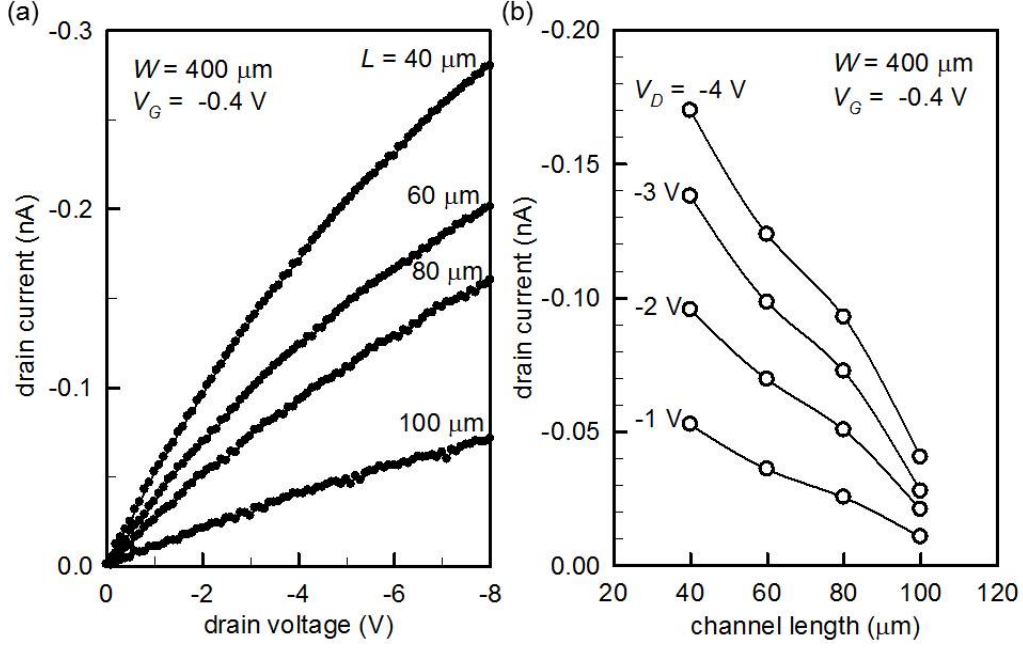 (a)
-0.3
-0.2
-0.1
0.0
drain current (nA)
W = 400 μm
V_G = -0.4 V
L = 40 μm
60 μm
80 μm
100 μm
0 -2 -4 -6 -8
drain voltage (V)
(b)
-0.20
-0.15
-0.10
-0.05
0.00
drain current (nA)
W = 400 μm
V_G = -0.4 V
V_D = -4 V
-3 V
-2 V
-1 V
20 40 60 80 100 120
channel length (μm)